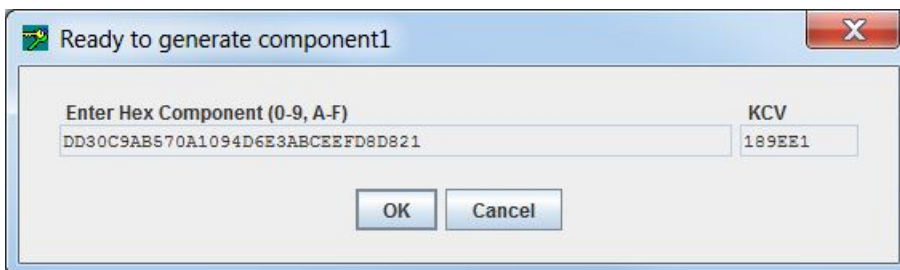 Ready to generate component1
X
Enter Hex Component (0-9, A-F) KCV
DD30C9AB570A1094D6E3ABCEEFD8D821 189EE1
OK Cancel